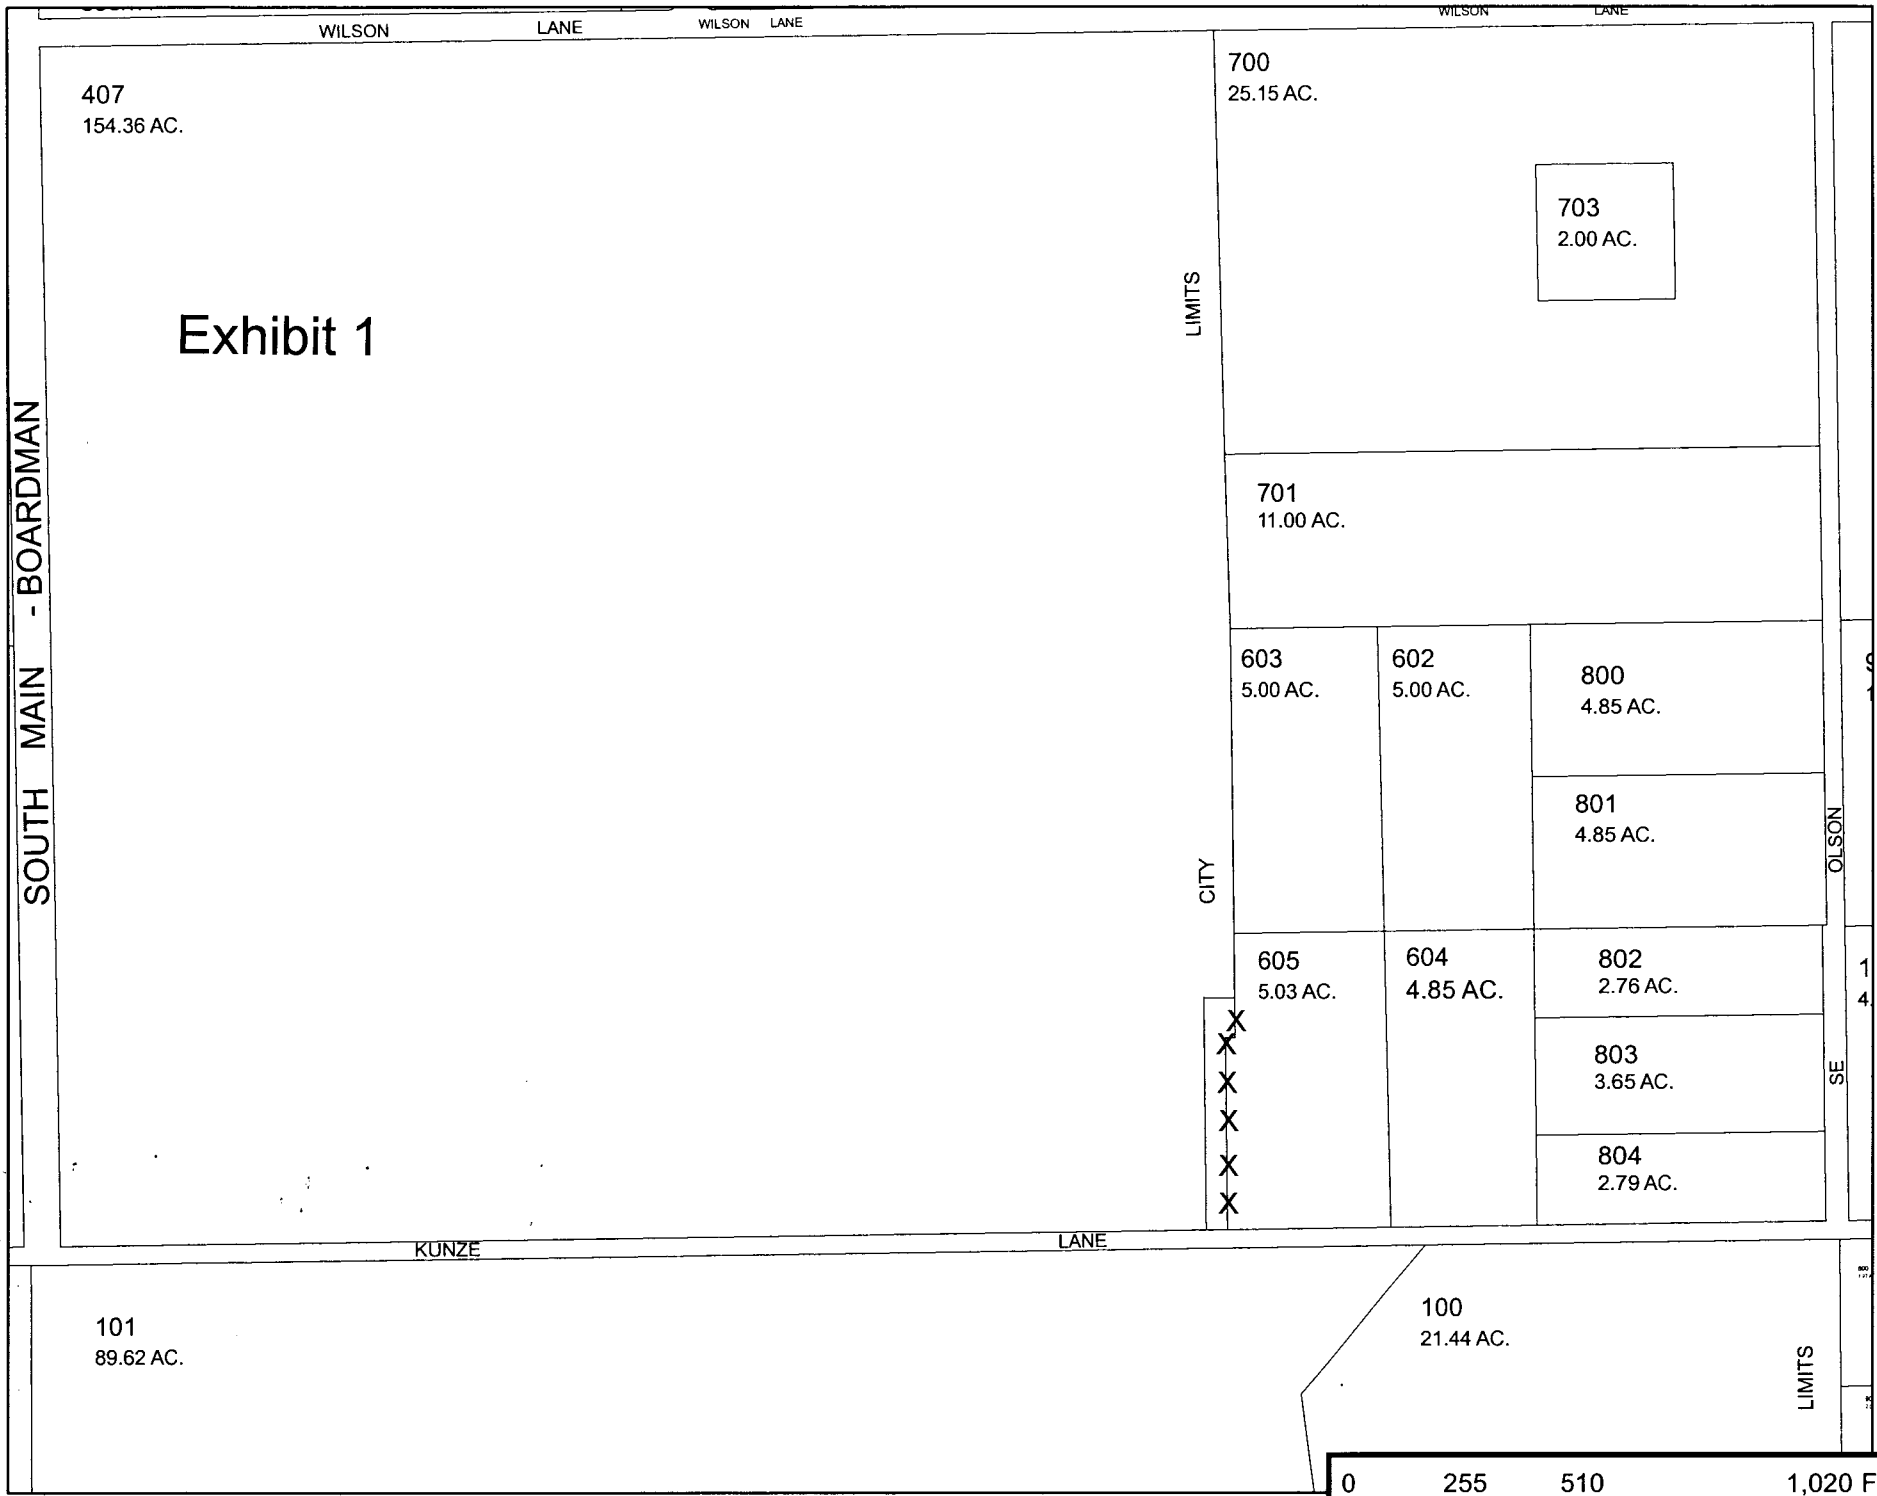 WILSON LANE WILSON LANE WILSON LANE
407
154.36 AC.
700
25.15 AC.
703
2.00 AC.
Exhibit 1
LIMITS
SOUTH MAIN - BOARDMAN
701
11.00 AC.
603
5.00 AC.
602
5.00 AC.
800
4.85 AC.
801
4.85 AC.
CITY
SE OLSON
605
5.03 AC.
604
4.85 AC.
802
2.76 AC.
1
4.
X
X
X
X
X
X
803
3.65 AC.
804
2.79 AC.
KUNZE LANE
101
89.62 AC.
100
21.44 AC.
LIMITS
0 255 510 1,020 F